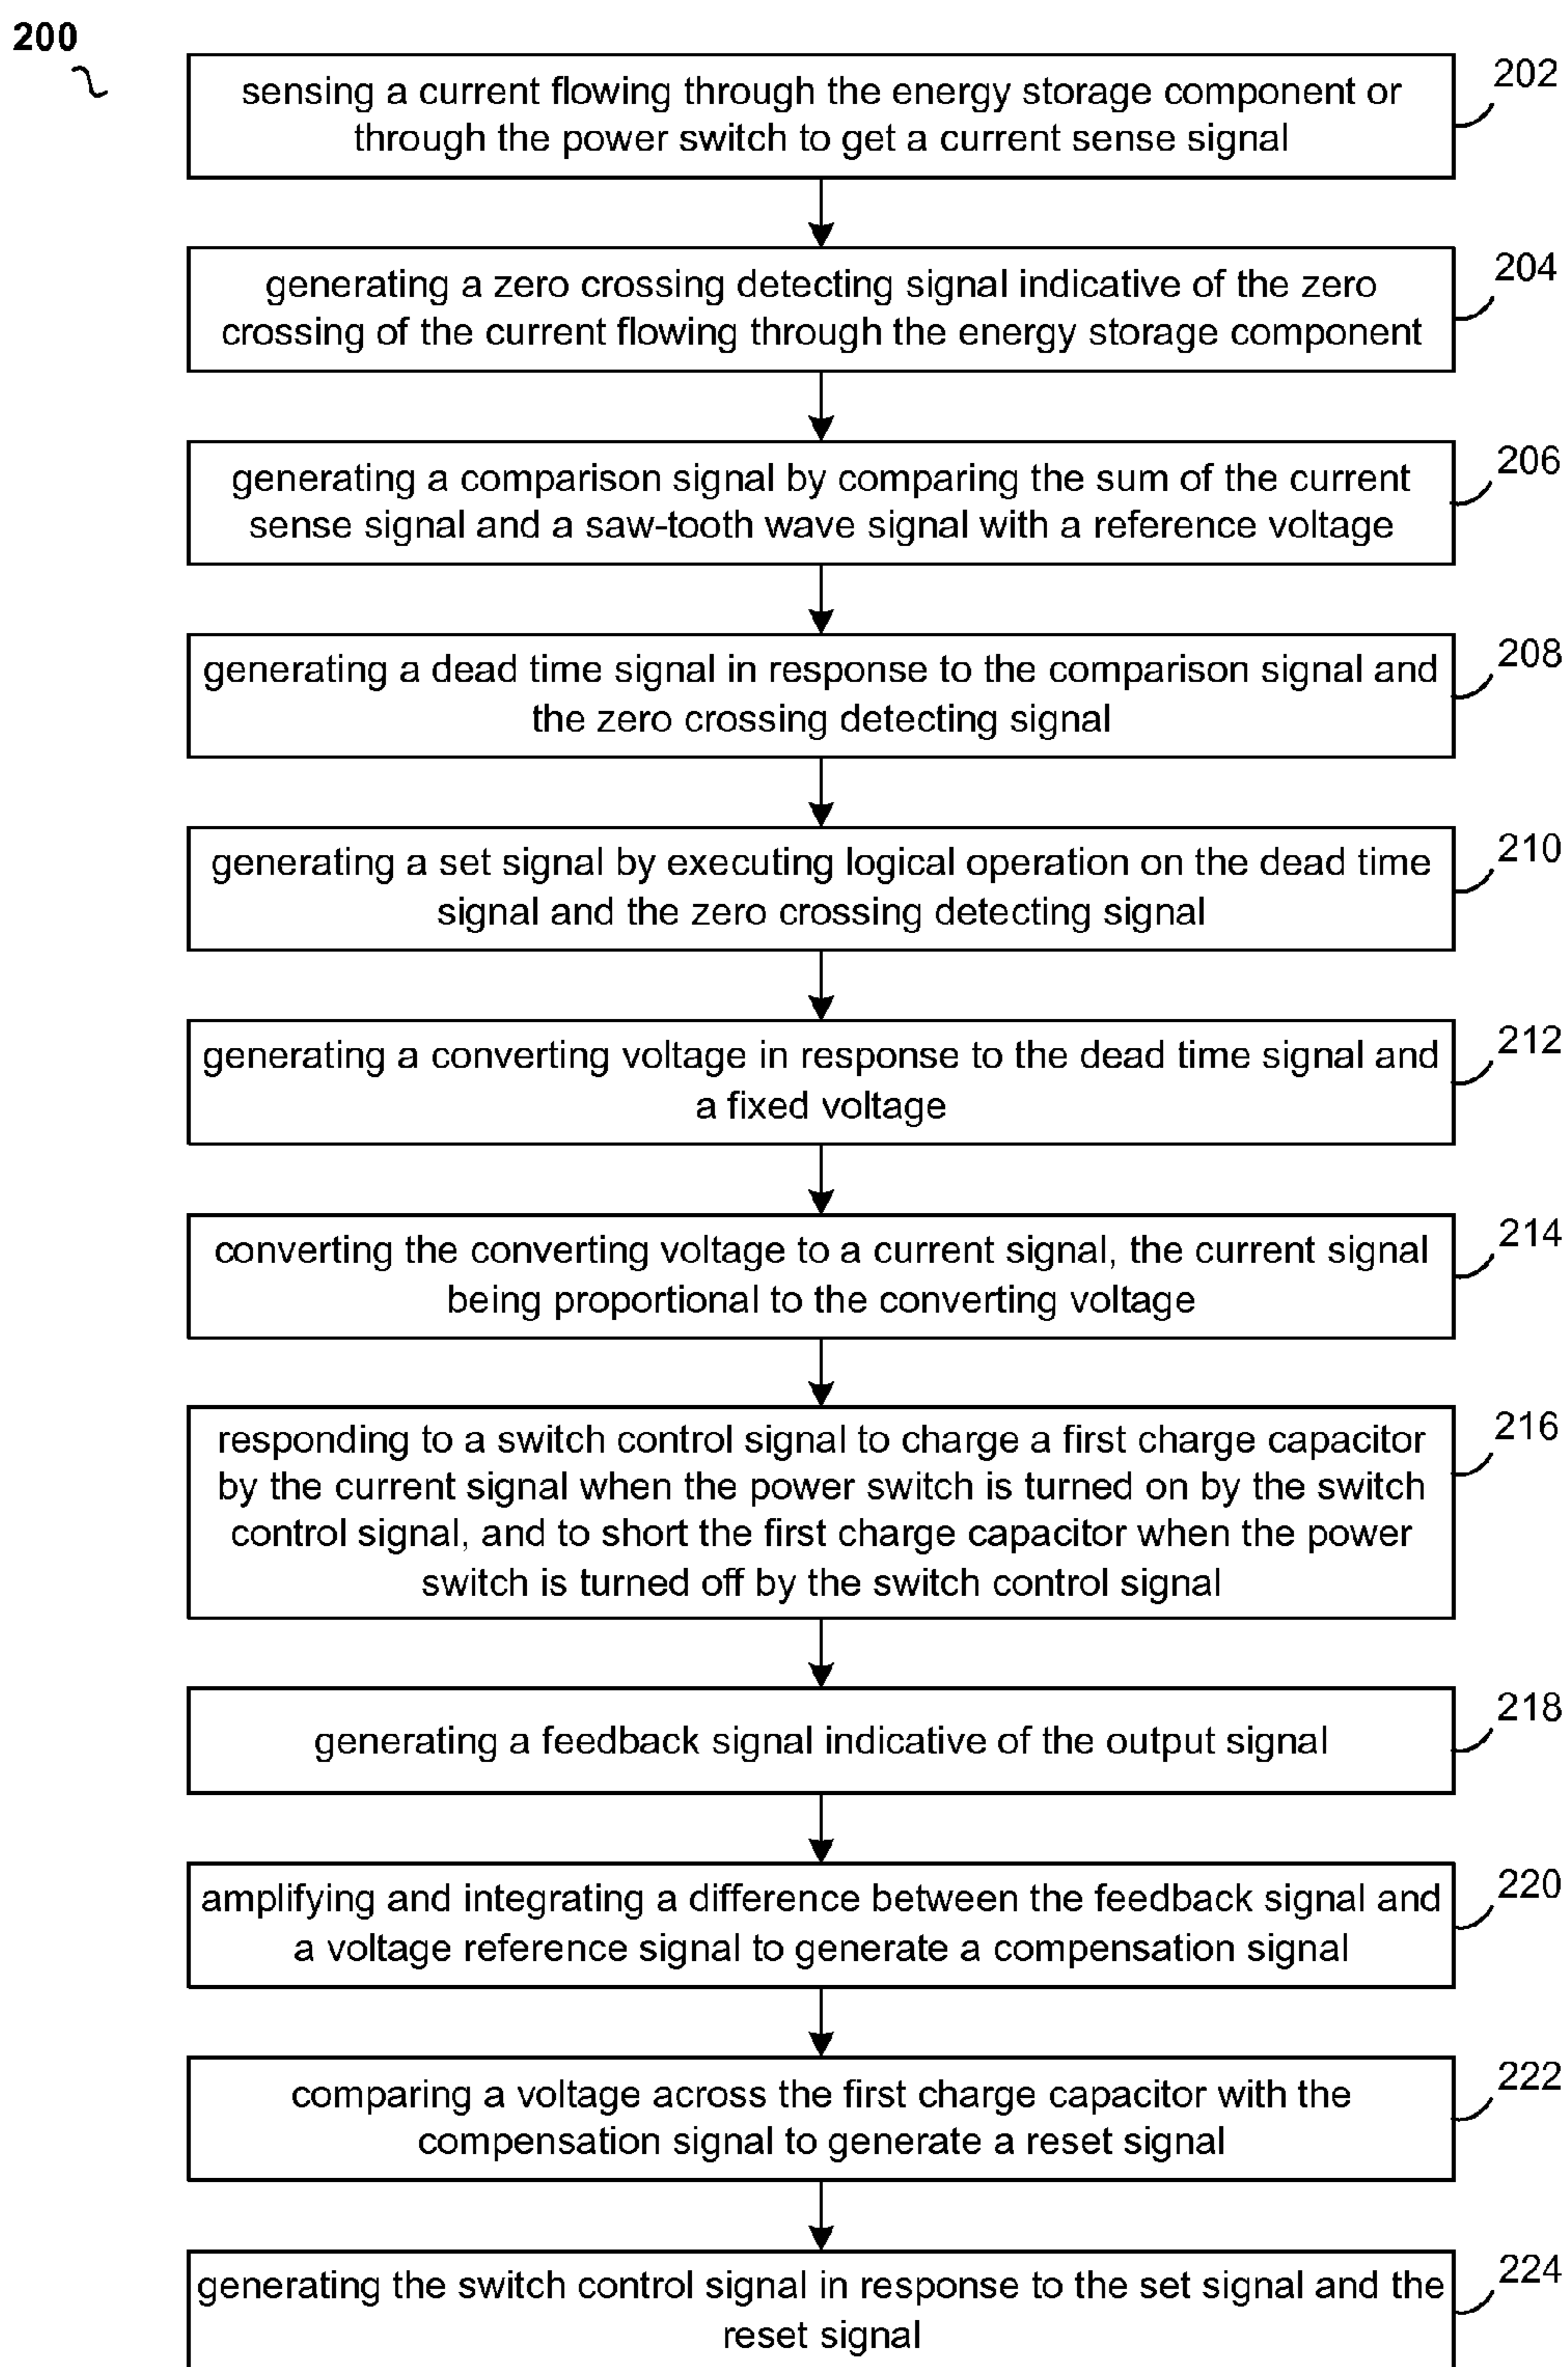 200
sensing a current flowing through the energy storage component or
through the power switch to get a current sense signal
202
generating a zero crossing detecting signal indicative of the zero
crossing of the current flowing through the energy storage component
204
generating a comparison signal by comparing the sum of the current
sense signal and a saw-tooth wave signal with a reference voltage
206
generating a dead time signal in response to the comparison signal and
the zero crossing detecting signal
208
generating a set signal by executing logical operation on the dead time
signal and the zero crossing detecting signal
210
generating a converting voltage in response to the dead time signal and
a fixed voltage
212
converting the converting voltage to a current signal, the current signal
being proportional to the converting voltage
214
responding to a switch control signal to charge a first charge capacitor
by the current signal when the power switch is turned on by the switch
control signal, and to short the first charge capacitor when the power
switch is turned off by the switch control signal
216
generating a feedback signal indicative of the output signal
218
amplifying and integrating a difference between the feedback signal and
a voltage reference signal to generate a compensation signal
220
comparing a voltage across the first charge capacitor with the
compensation signal to generate a reset signal
222
generating the switch control signal in response to the set signal and the
reset signal
224